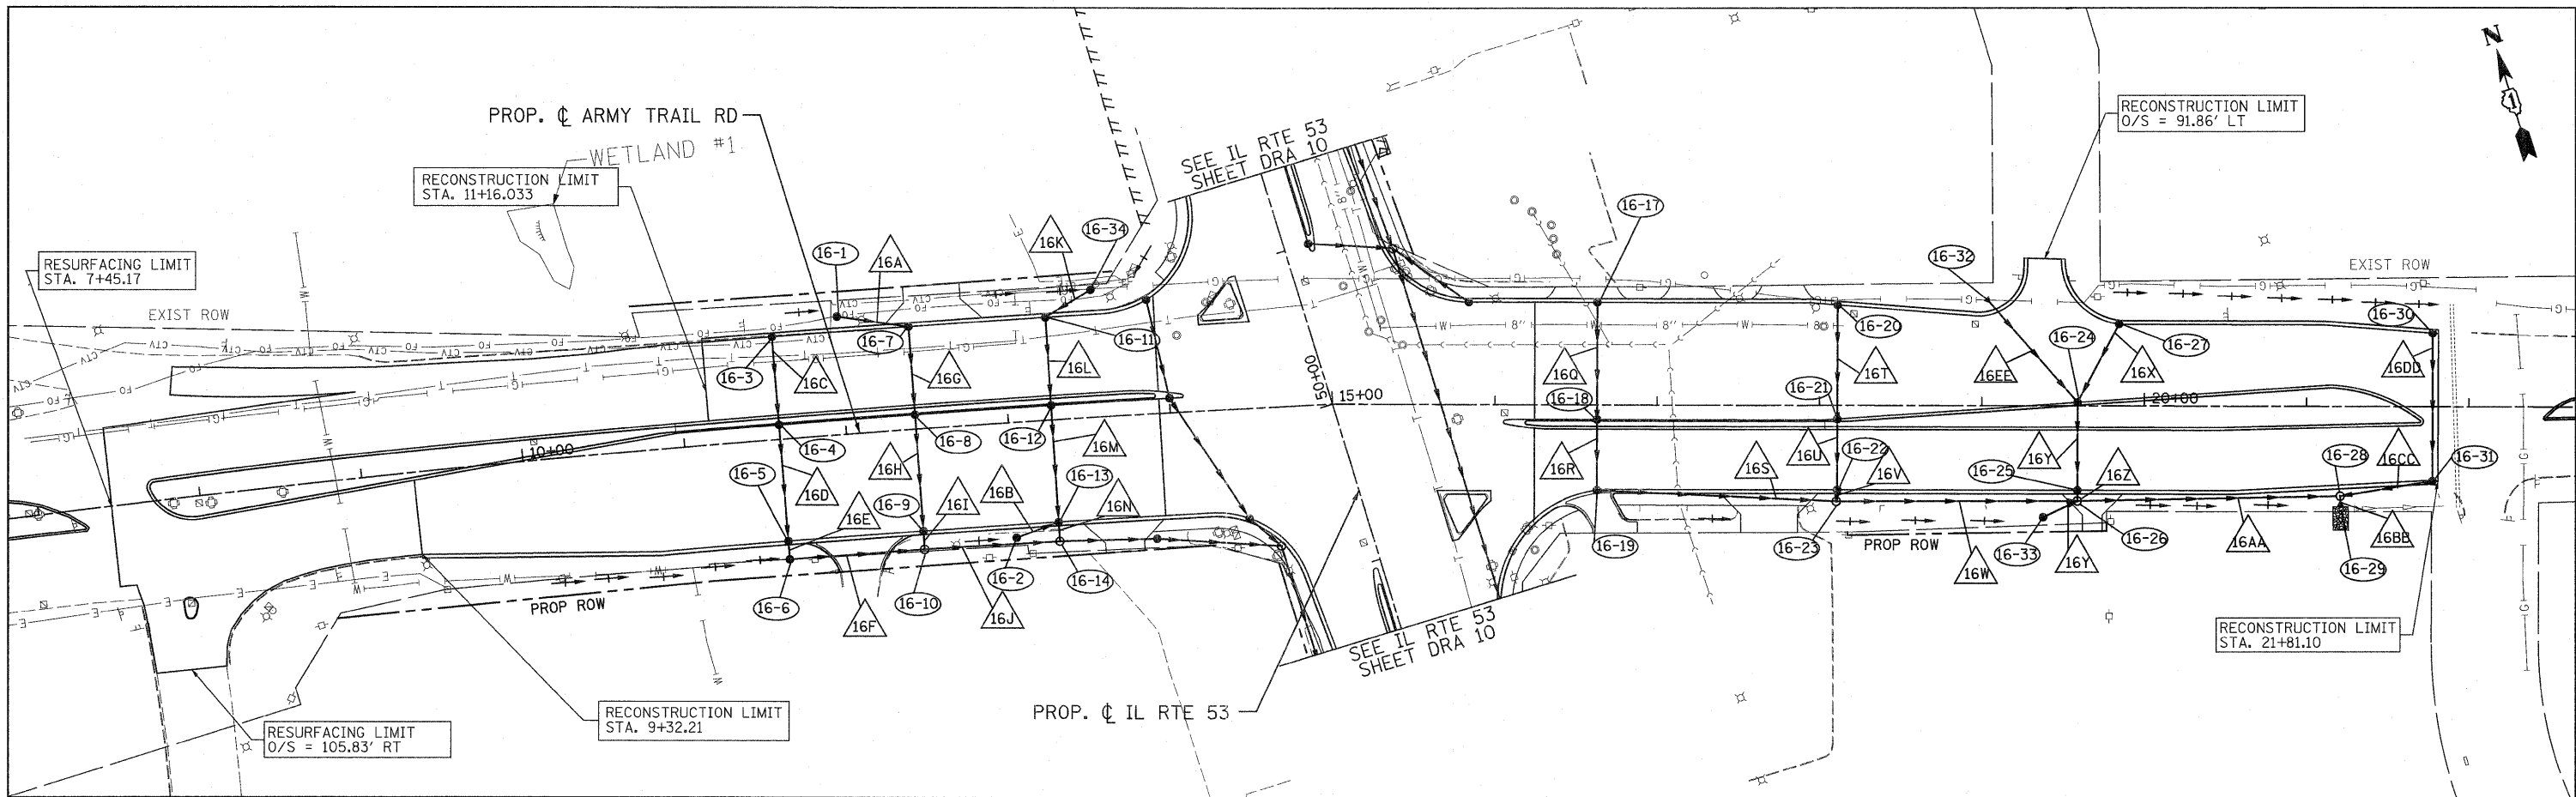 N
1
PROP. ℄ ARMY TRAIL RD
WETLAND #1
RECONSTRUCTION LIMIT
STA. 11+16.033
RESURFACING LIMIT
STA. 7+45.17
EXIST ROW
SEE IL RTE 53
SHEET DRA 10
RECONSTRUCTION LIMIT
O/S = 91.86' LT
EXIST ROW
16-1
16A
16K
16-34
16-17
16-32
16-30
16-3
16C
16-7
16G
16L
16-11
16Q
16-20
16T
16EE
16-24
16X
16-27
16DD
50+00
15+00
20+00
10+00
16-4
16-8
16-12
16M
16-18
16-21
16-5
16D
16E
16H
16-9
16I
16B
16-13
16N
16R
16S
16U
16-22
16V
16-25
16Y
16Z
16-28
16CC
16-31
16-6
16F
16-10
16J
16-2
16-14
16-19
16-23
PROP ROW
16W
16-33
16Y
16-26
16AA
16-29
16BB
PROP ROW
SEE IL RTE 53
SHEET DRA 10
RECONSTRUCTION LIMIT
STA. 21+81.10
RECONSTRUCTION LIMIT
STA. 9+32.21
PROP. ℄ IL RTE 53
RESURFACING LIMIT
O/S = 105.83' RT